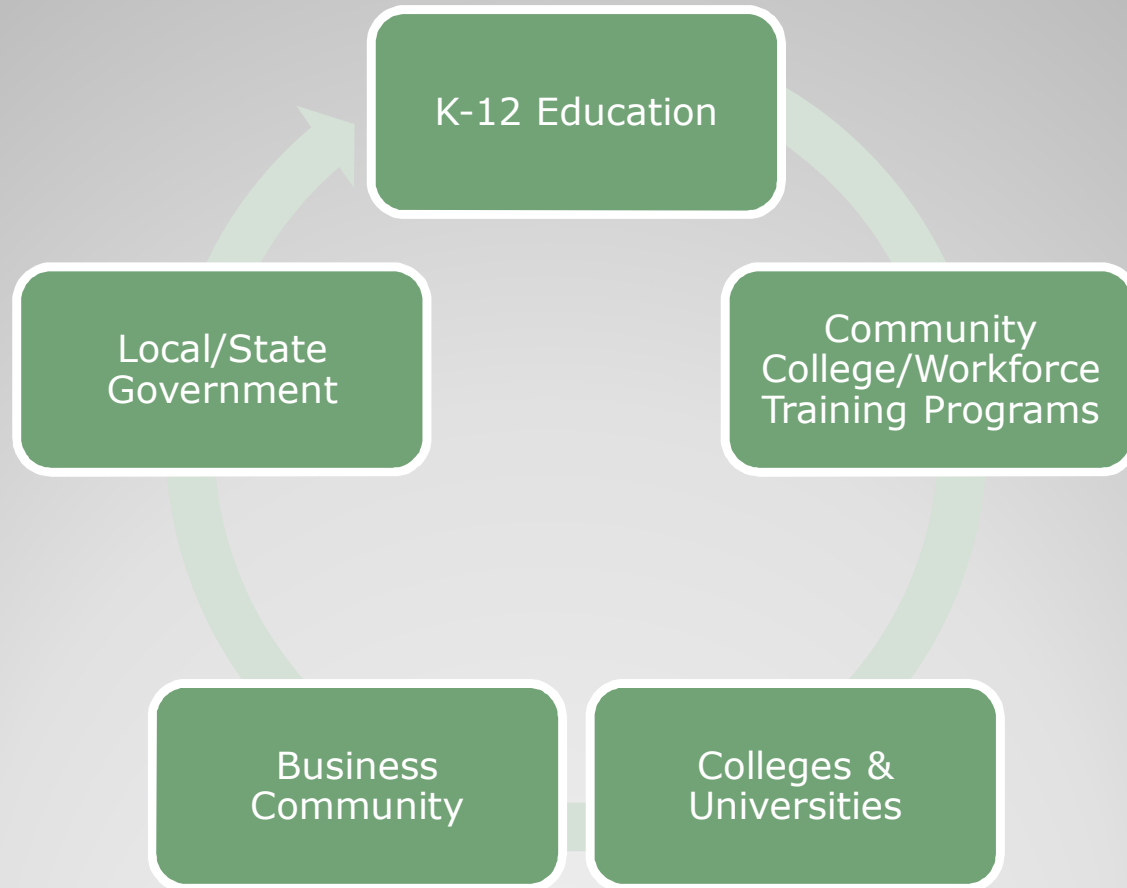 K-12 Education
Community
College/Workforce
Training Programs
Colleges &
Universities
Business
Community
Local/State
Government